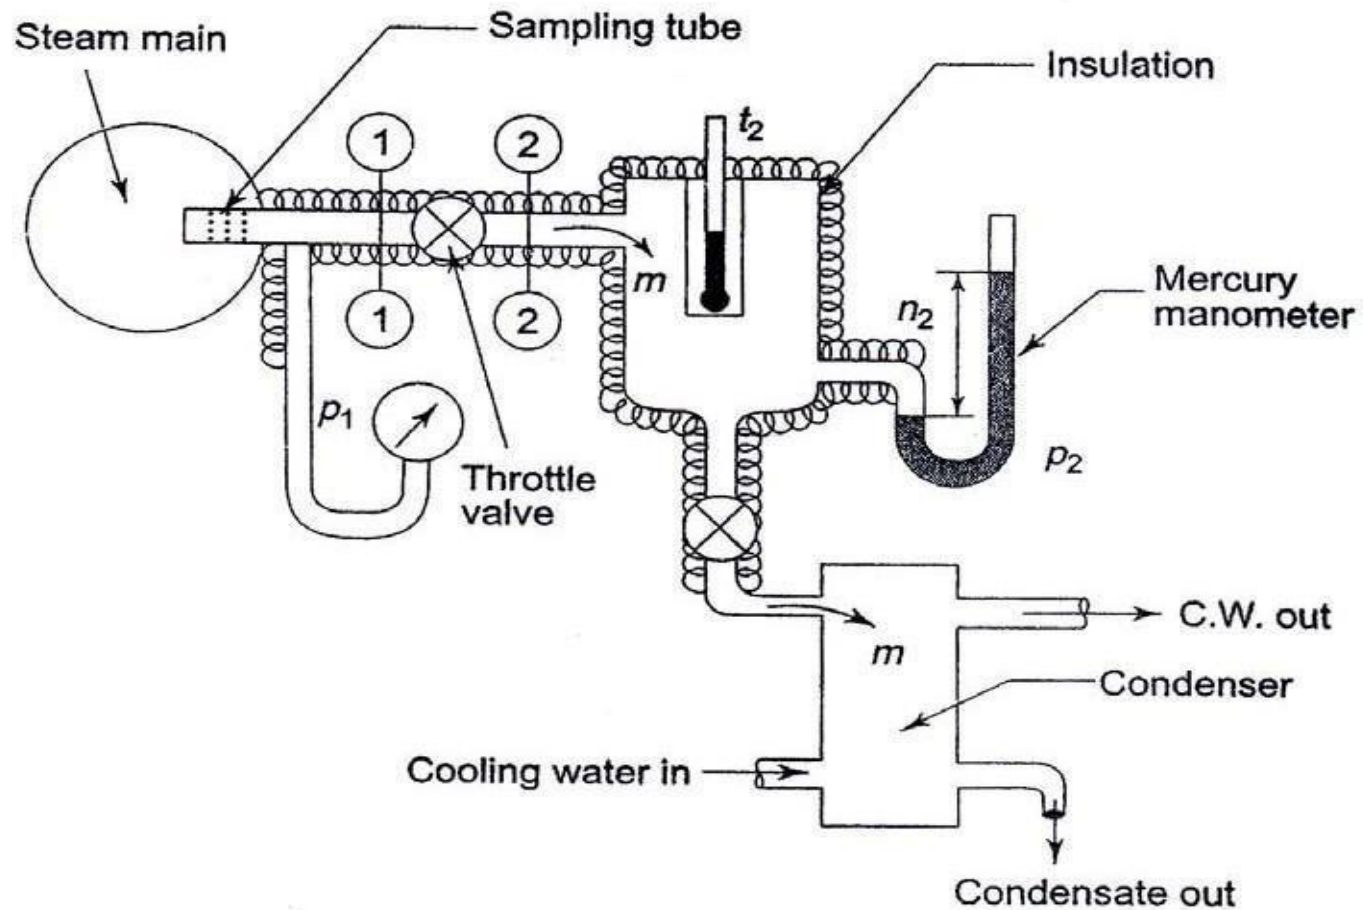 Steam main
Sampling tube
Insulation
1
2
t2
m
1
2
n2
Mercury
manometer
p1
p2
Throttle
valve
C.W. out
m
Condenser
Cooling water in
Condensate out